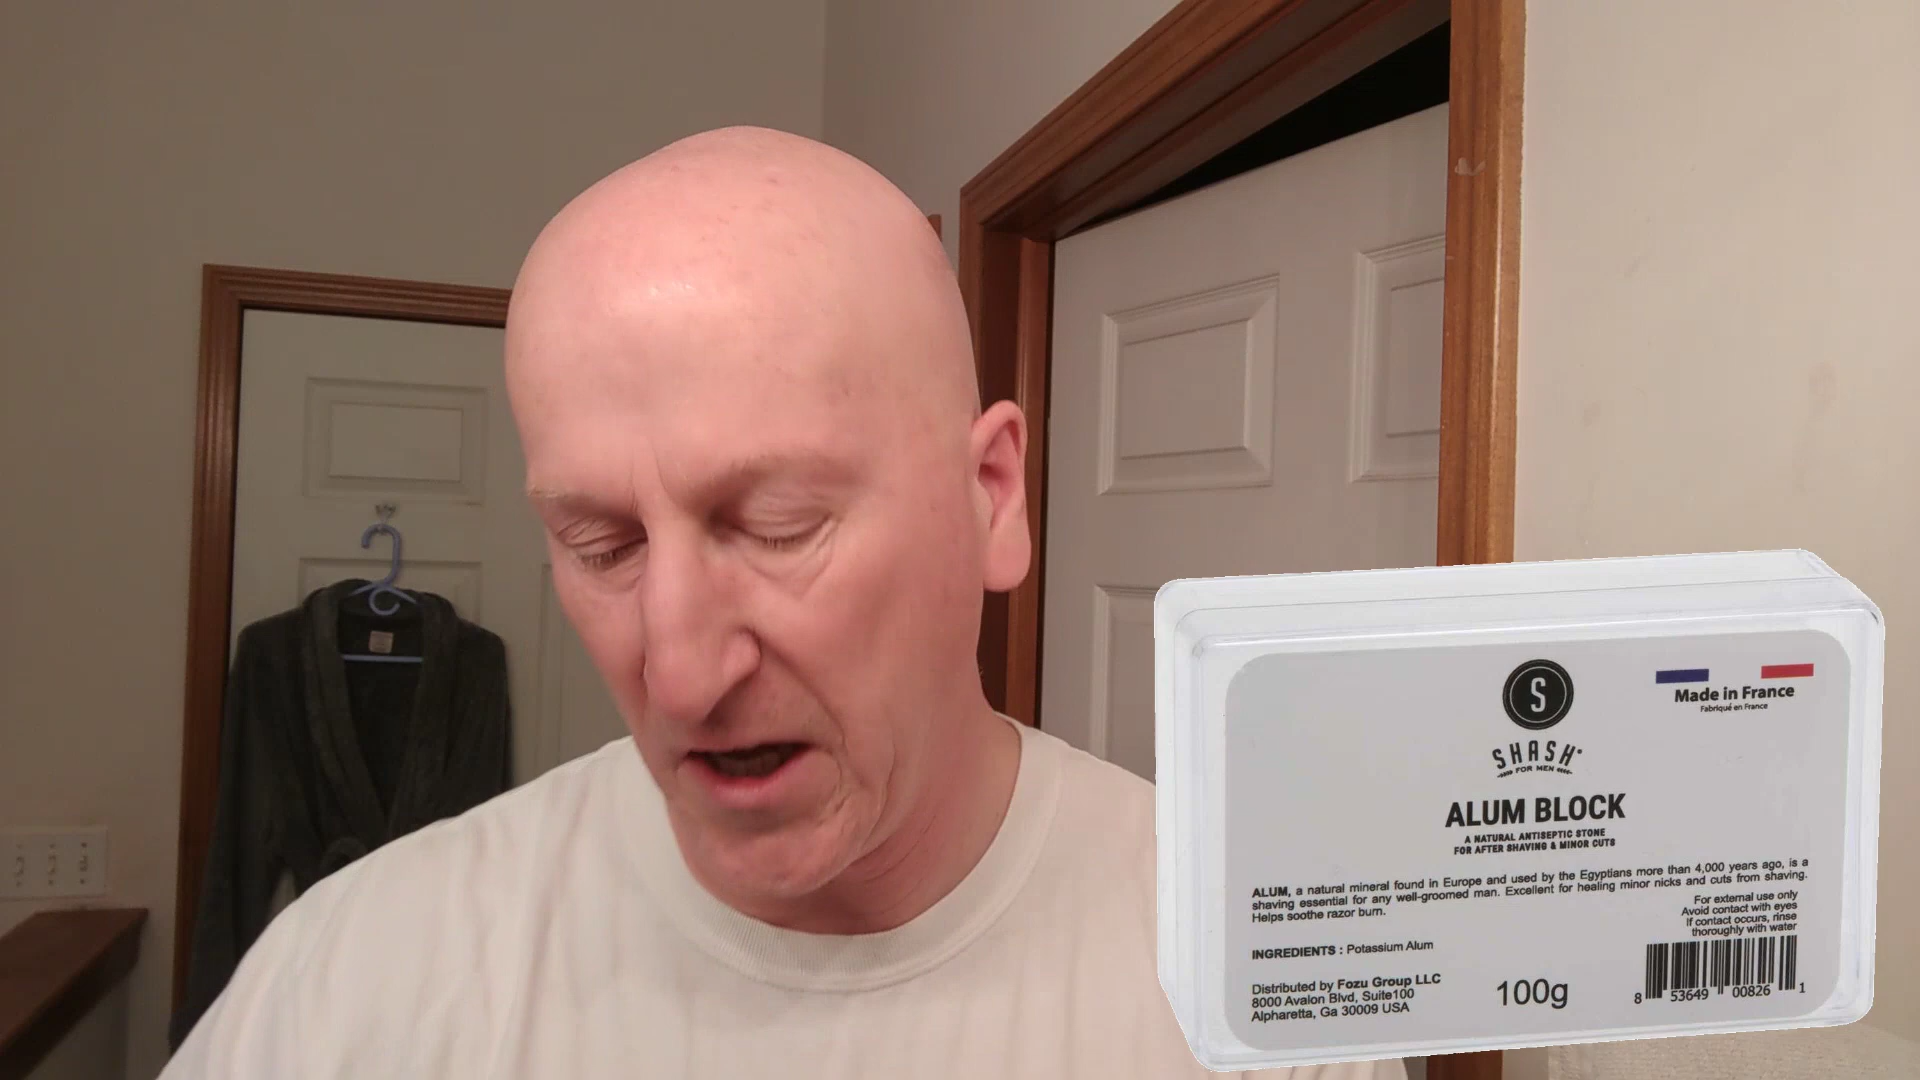 S
SHASH
FOR MEN
Made in France
Fabriqué en France
ALUM BLOCK
A NATURAL ANTISEPTIC STONE
FOR AFTER SHAVING & MINOR CUTS
ALUM, a natural mineral found in Europe and used by the Egyptians more than 4,000 years ago, is a
shaving essential for any well-groomed man. Excellent for healing minor nicks and cuts from shaving.
Helps soothe razor burn.
For external use only
Avoid contact with eyes
If contact occurs, rinse
thoroughly with water
INGREDIENTS : Potassium Alum
Distributed by Fozu Group LLC
8000 Avalon Blvd, Suite100
Alpharetta, Ga 30009 USA
100g
8 53649 00826 1